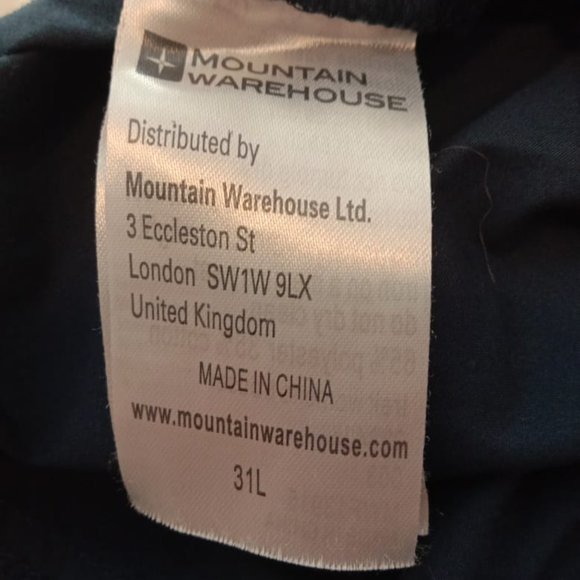 MOUNTAIN
WAREHOUSE
Distributed by
Mountain Warehouse Ltd.
3 Eccleston St
London SW1W 9LX
United Kingdom
MADE IN CHINA
www.mountainwarehouse.com
31L